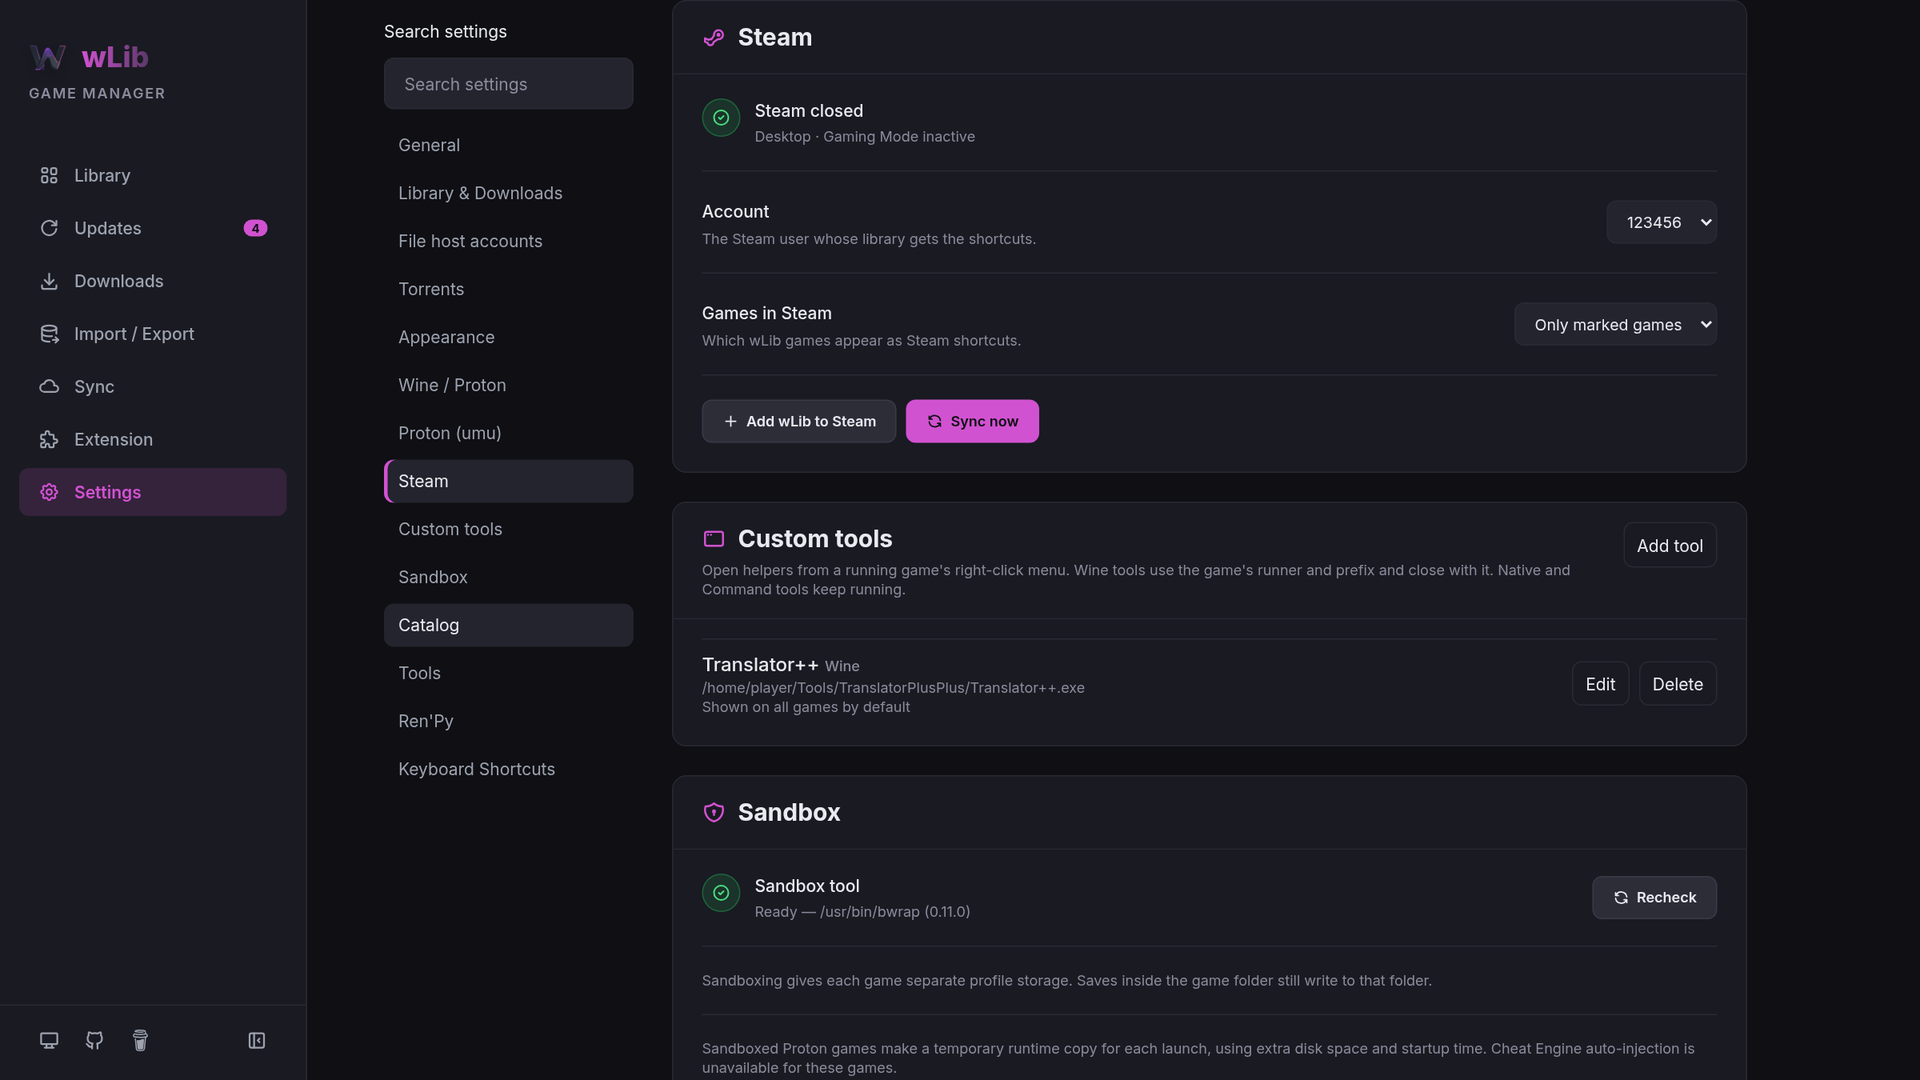 wLib
GAME MANAGER
Library
Updates
4
Downloads
Import / Export
Sync
Extension
Settings
Search settings
Search settings
General
Library & Downloads
File host accounts
Torrents
Appearance
Wine / Proton
Proton (umu)
Steam
Custom tools
Sandbox
Catalog
Tools
Ren'Py
Keyboard Shortcuts
Steam
Steam closed
Desktop · Gaming Mode inactive
Account
The Steam user whose library gets the shortcuts.
123456
Games in Steam
Which wLib games appear as Steam shortcuts.
Only marked games
Add wLib to Steam
Sync now
Custom tools
Open helpers from a running game's right-click menu. Wine tools use the game's runner and prefix and close with it. Native and
Command tools keep running.
Add tool
Translator++ Wine
/home/player/Tools/TranslatorPlusPlus/Translator++.exe
Shown on all games by default
Edit
Delete
Sandbox
Sandbox tool
Ready — /usr/bin/bwrap (0.11.0)
Recheck
Sandboxing gives each game separate profile storage. Saves inside the game folder still write to that folder.
Sandboxed Proton games make a temporary runtime copy for each launch, using extra disk space and startup time. Cheat Engine auto-injection is
unavailable for these games.